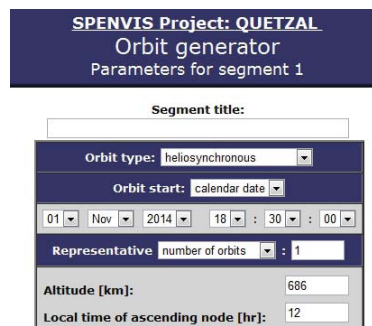 SPENVIS Project: QUETZAL
Orbit generator
Parameters for segment 1
Segment title:
Orbit type: heliosynchronous
Orbit start: calendar date
01 Nov 2014 18 : 30 : 00
Representative number of orbits : 1
Altitude [km]: 686
Local time of ascending node [hr]: 12